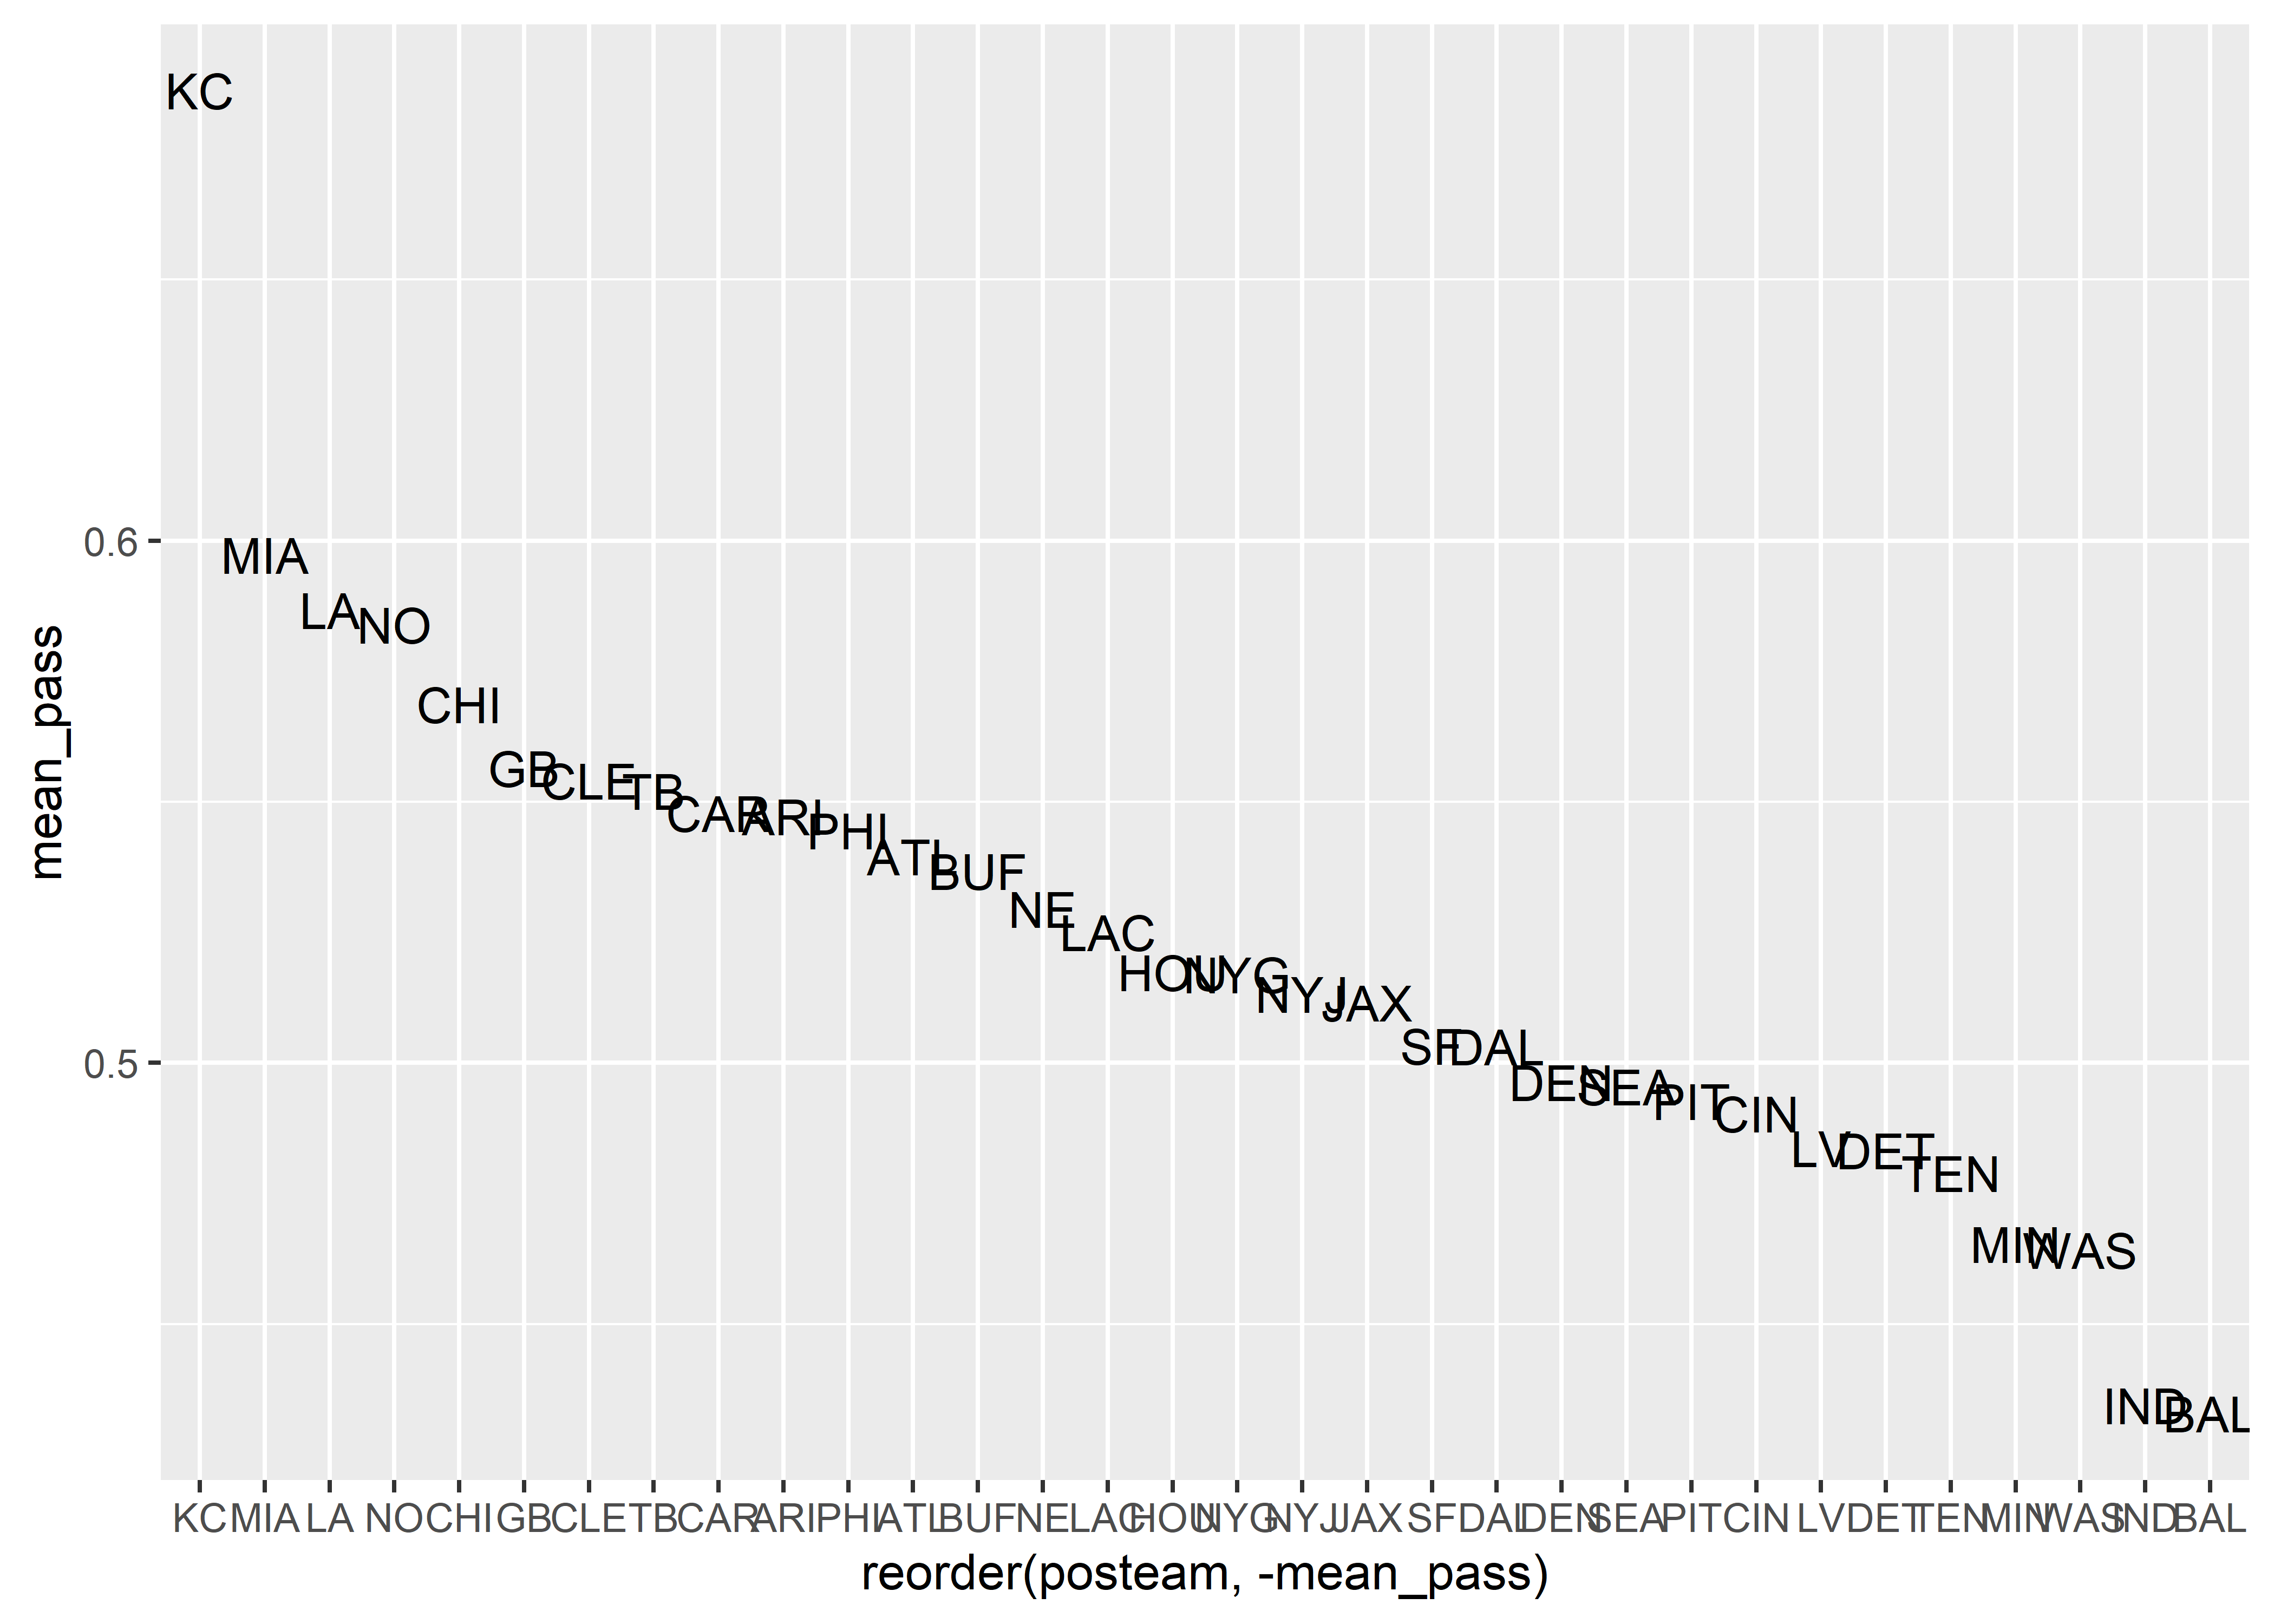 KC
MIA
LA
NO
CHI
GB
CLE
TB
CAR
ARI
PHI
ATL
BUF
NE
LAC
HOU
NYG
NYJ
JAX
SF
DAL
DEN
SEA
PIT
CIN
LV
DET
TEN
MIN
WAS
IND
BAL
0.6
0.5
mean_pass
KC MIA LA NO CHI GB CLE TB CAR ARI PHI ATL BUF NE LAC HOU NYG NYJ JAX SF DAL DEN SEA PIT CIN LV DET TEN MIN WAS IND BAL
reorder(posteam, -mean_pass)